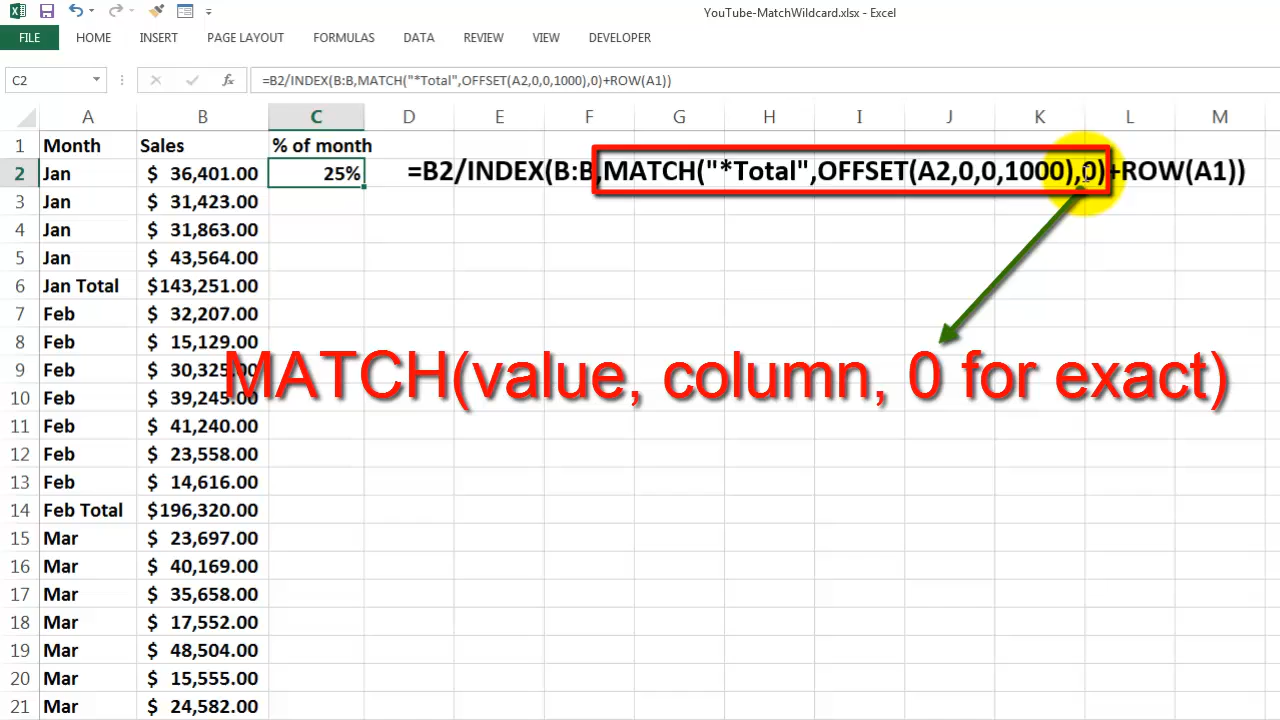 YouTube-MatchWildcard.xlsx - Excel
FILE HOME INSERT PAGE LAYOUT FORMULAS DATA REVIEW VIEW DEVELOPER
C2 fx =B2/INDEX(B:B,MATCH("*Total",OFFSET(A2,0,0,1000),0)+ROW(A1))
A B C D E F G H I J K L M
1 Month Sales % of month
2 Jan $ 36,401.00 25% =B2/INDEX(B:B,MATCH("*Total",OFFSET(A2,0,0,1000),0)+ROW(A1))
3 Jan $ 31,423.00
4 Jan $ 31,863.00
5 Jan $ 43,564.00
6 Jan Total $143,251.00
7 Feb $ 32,207.00
8 Feb $ 15,129.00
9 Feb $ 30,325.00
MATCH(value, column, 0 for exact)
10 Feb $ 39,245.00
11 Feb $ 41,240.00
12 Feb $ 23,558.00
13 Feb $ 14,616.00
14 Feb Total $196,320.00
15 Mar $ 23,697.00
16 Mar $ 40,169.00
17 Mar $ 35,658.00
18 Mar $ 17,552.00
19 Mar $ 48,504.00
20 Mar $ 15,555.00
21 Mar $ 24,582.00